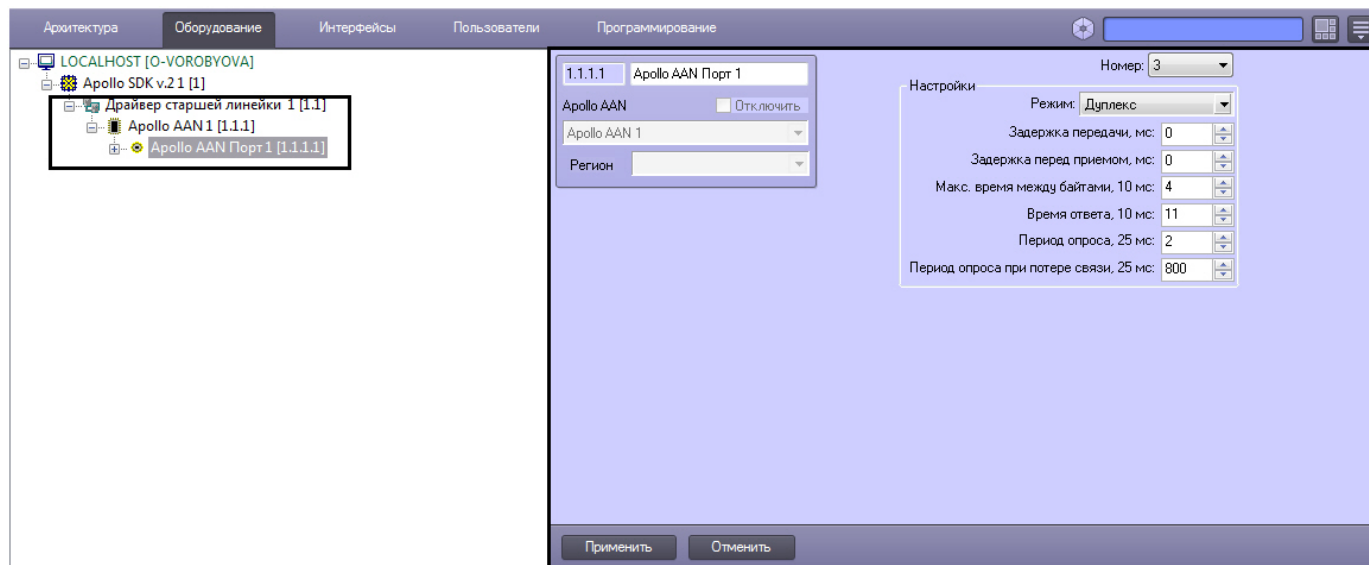 Архитектура Оборудование Интерфейсы Пользователи Программирование
LOCALHOST [O-VOROBYOVA]
Apollo SDK v.2 1 [1]
Драйвер старшей линейки 1 [1.1]
Apollo AAN 1 [1.1.1]
Apollo AAN Порт 1 [1.1.1.1]
1.1.1.1 Apollo AAN Порт 1
Apollo AAN Отключить
Apollo AAN 1
Регион
Номер: 3
Настройки
Режим: Дуплекс
Задержка передачи, мс: 0
Задержка перед приемом, мс: 0
Макс. время между байтами, 10 мс: 4
Время ответа, 10 мс: 11
Период опроса, 25 мс: 2
Период опроса при потере связи, 25 мс: 800
Применить Отменить